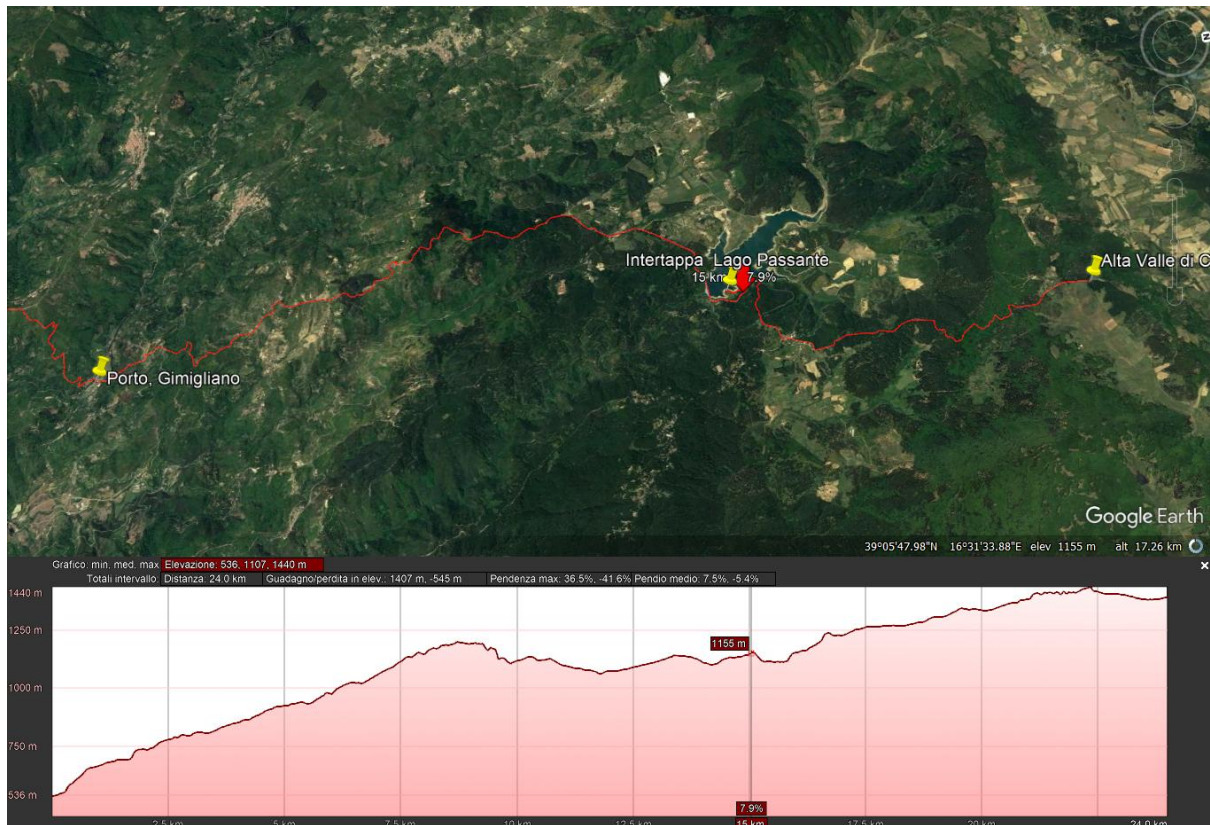 Intertappa Lago Passante
15 km 7.9%
Alta Valle di C
Porto, Gimigliano
Google Earth
39°05'47.98"N 16°31'33.88"E elev 1155 m alt 17.26 km
Grafico: min. med. max Elevazione: 536, 1107, 1440 m
Totali intervallo: Distanza: 24.0 km Guadagno/perdita in elev.: 1407 m, -545 m Pendenza max: 36.5%, -41.6% Pendio medio: 7.5%, -5.4%
1440 m
1250 m
1155 m
1000 m
750 m
536 m
7.9%
2.5 km 5 km 7.5 km 10 km 12.5 km 15 km 17.5 km 20 km 24.0 km